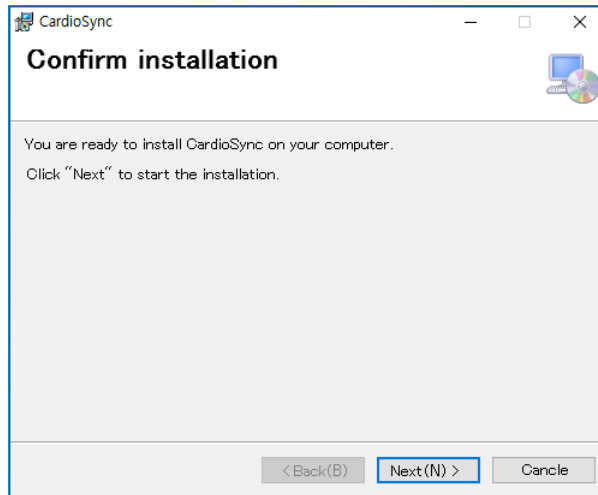 CardioSync
Confirm installation
You are ready to install CardioSync on your computer.
Click “Next“ to start the installation.
<Back(B)
Next(N) >
Cancle